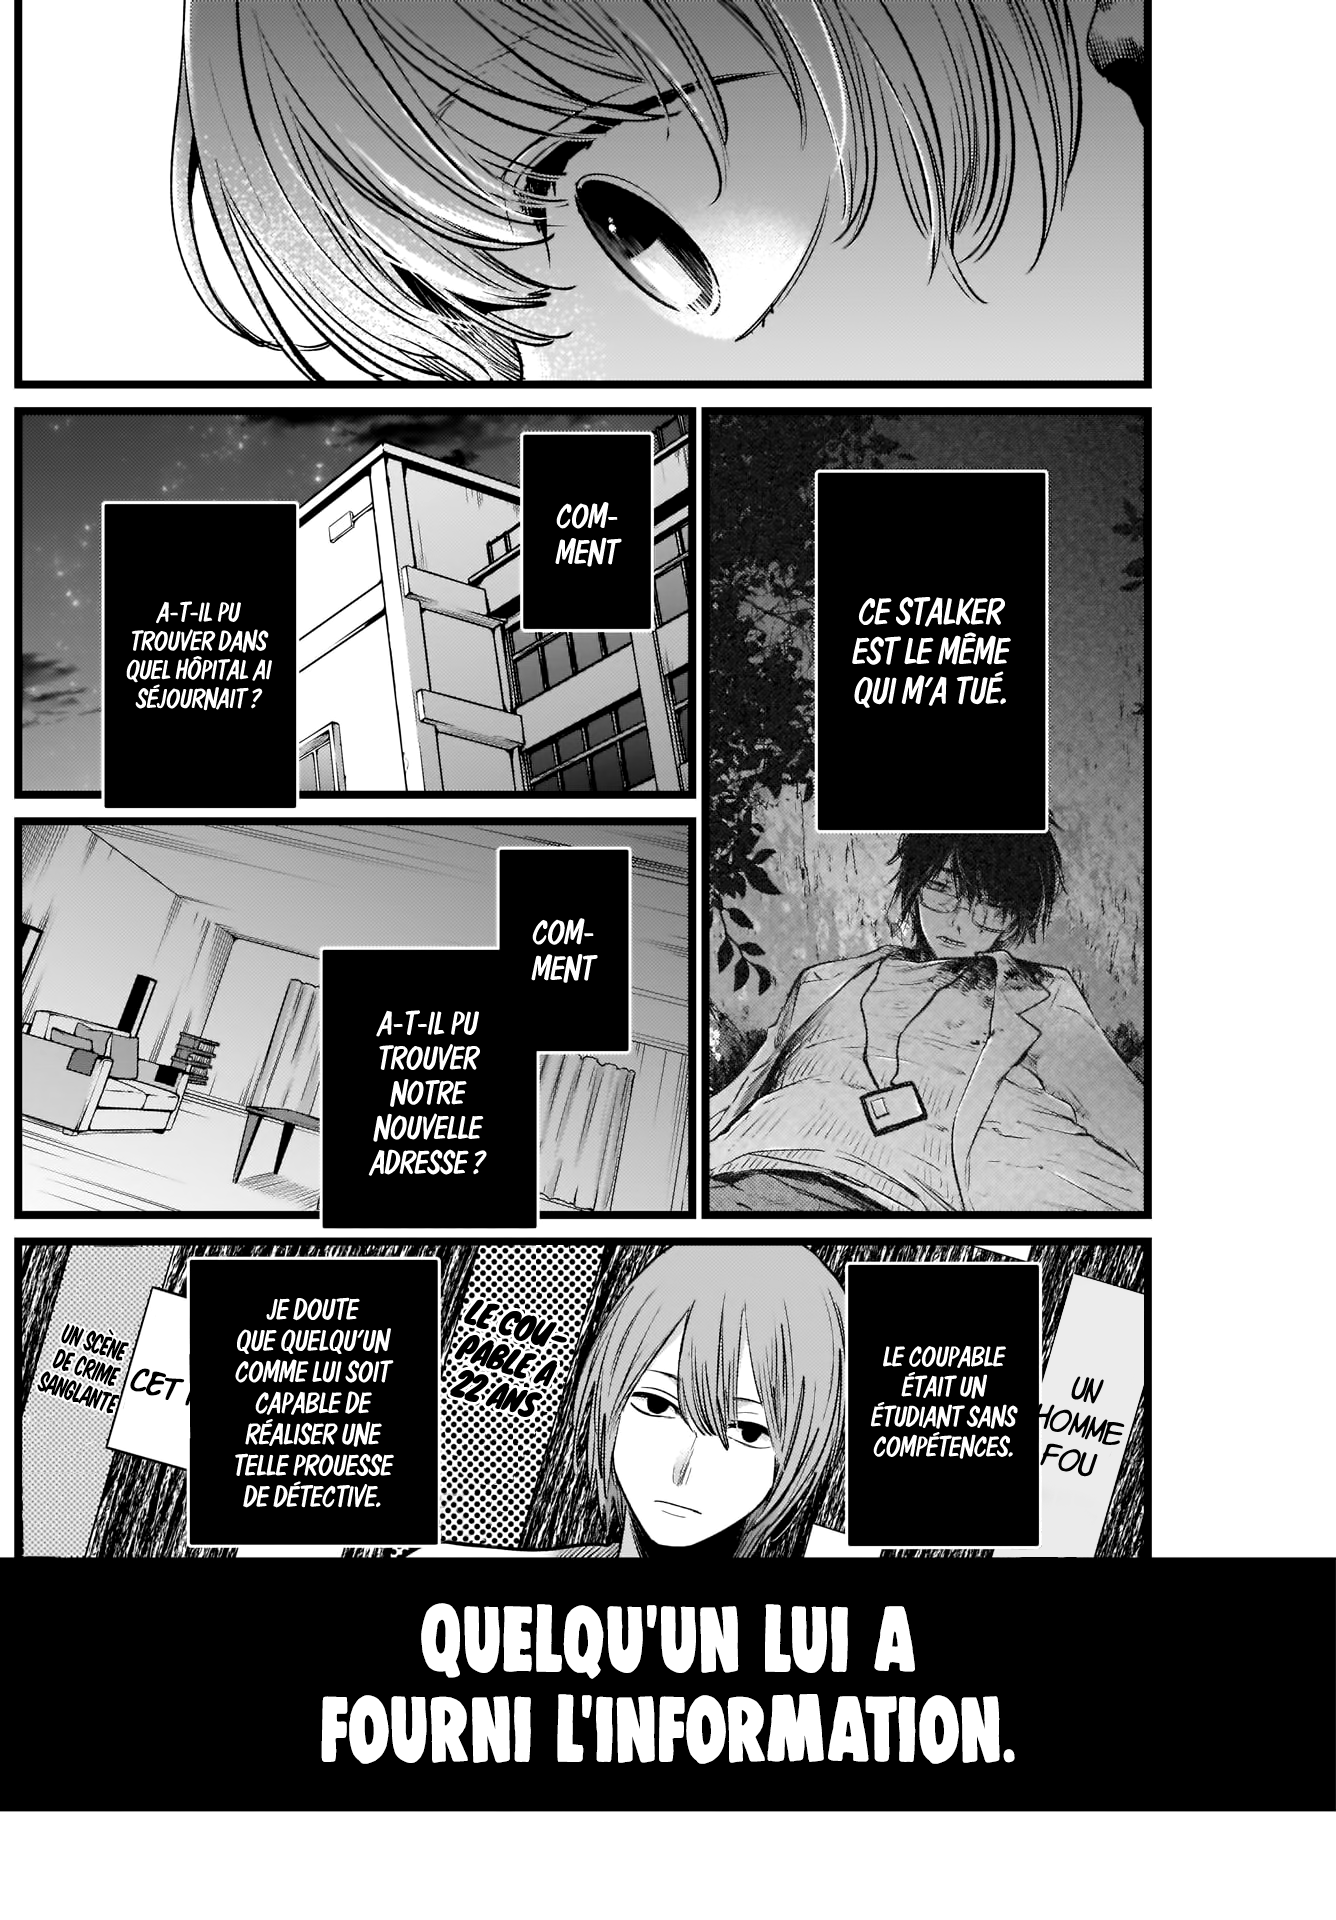 CE STALKER
EST LE MÊME
QUI M'A TUÉ.
COM-
MENT
A-T-IL PU
TROUVER DANS
QUEL HÔPITAL AI
SÉJOURNAIT ?
COM-
MENT
A-T-IL PU
TROUVER
NOTRE
NOUVELLE
ADRESSE ?
UN
HOMME
FOU
LE COUPABLE
ÉTAIT UN
ÉTUDIANT SANS
COMPÉTENCES.
LE COU-
PABLE A
22 ANS
JE DOUTE
QUE QUELQU'UN
COMME LUI SOIT
CAPABLE DE
RÉALISER UNE
TELLE PROUESSE
DE DÉTECTIVE.
CET
UN SCÈNE
DE CRIME
SANGLANTE
QUELQU'UN LUI A
FOURNI L'INFORMATION.